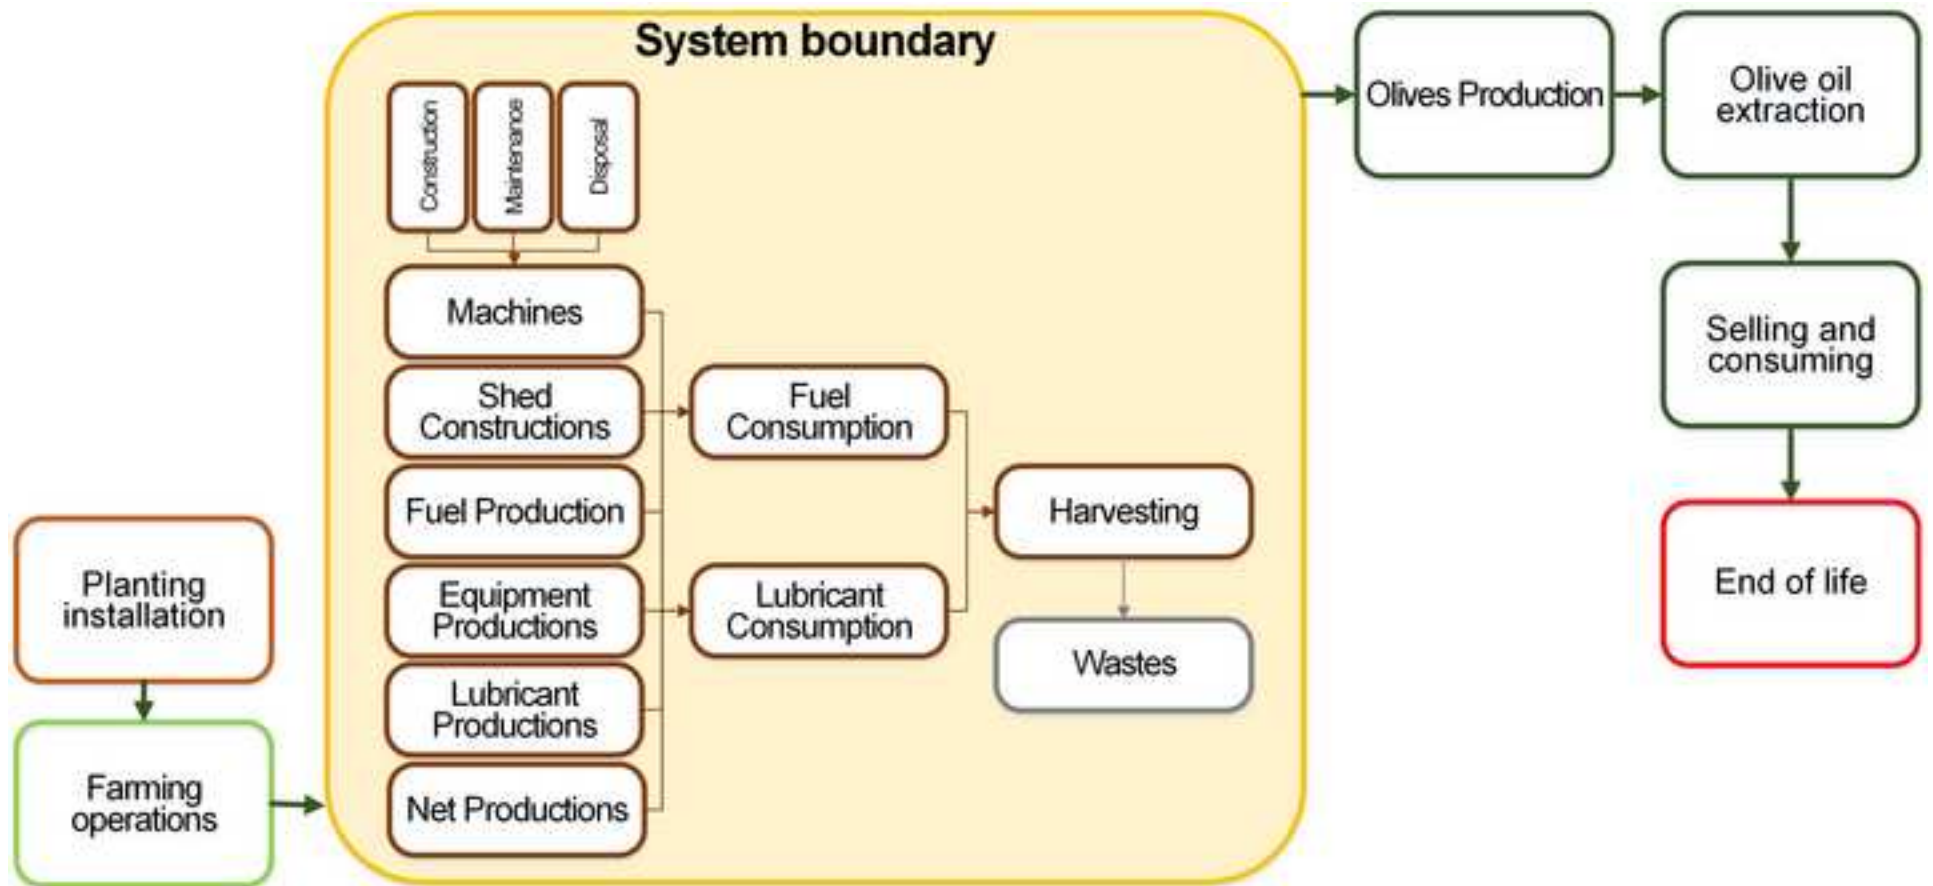 System boundary
Construction
Maintenance
Disposal
Machines
Shed
Constructions
Fuel Production
Equipment
Productions
Lubricant
Productions
Net Productions
Fuel
Consumption
Lubricant
Consumption
Harvesting
Wastes
Planting
installation
Farming
operations
Olives Production
Olive oil
extraction
Selling and
consuming
End of life